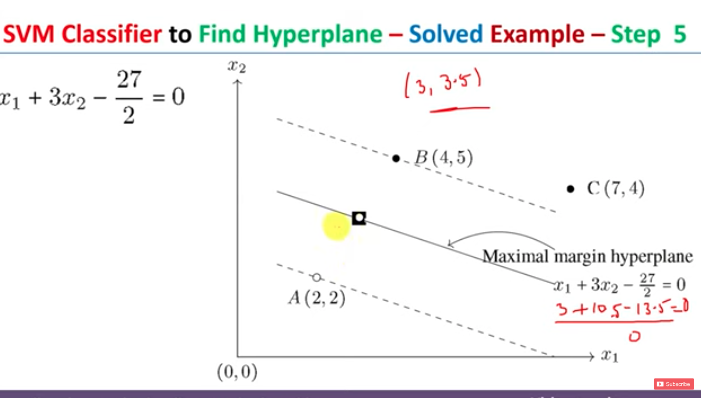 SVM Classifier to Find Hyperplane – Solved Example – Step 5
x₁ + 3x₂ − 27/2 = 0
x₂
(3, 3.5)
B (4, 5)
C (7, 4)
Maximal margin hyperplane
x₁ + 3x₂ − 27/2 = 0
3 + 10.5 - 13.5 = 0
0
A (2, 2)
x₁
(0, 0)
Subscribe